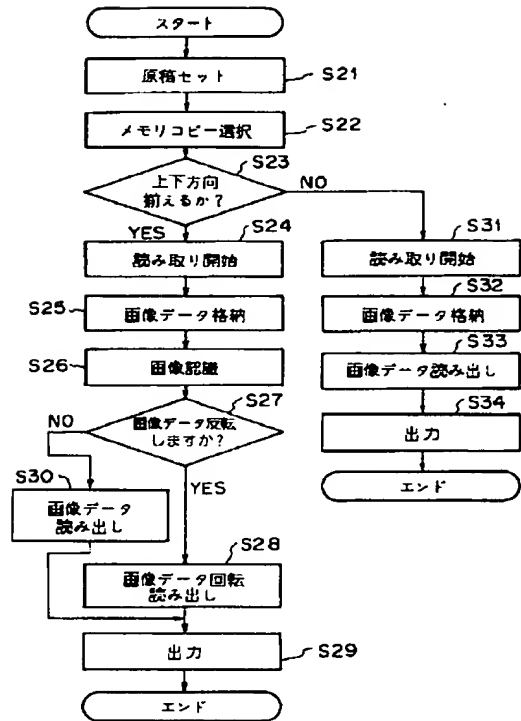 スタート
原稿セット
S21
メモリコピー選択
S22
S23
上下方向
揃えるか？
NO
YES
S24
読み取り開始
S25
画像データ格納
S26
画像認識
S27
画像データ反転
しますか？
NO
YES
S30
画像データ
読み出し
S28
画像データ回転
読み出し
出力
S29
エンド
S31
読み取り開始
S32
画像データ格納
S33
画像データ読み出し
S34
出力
エンド